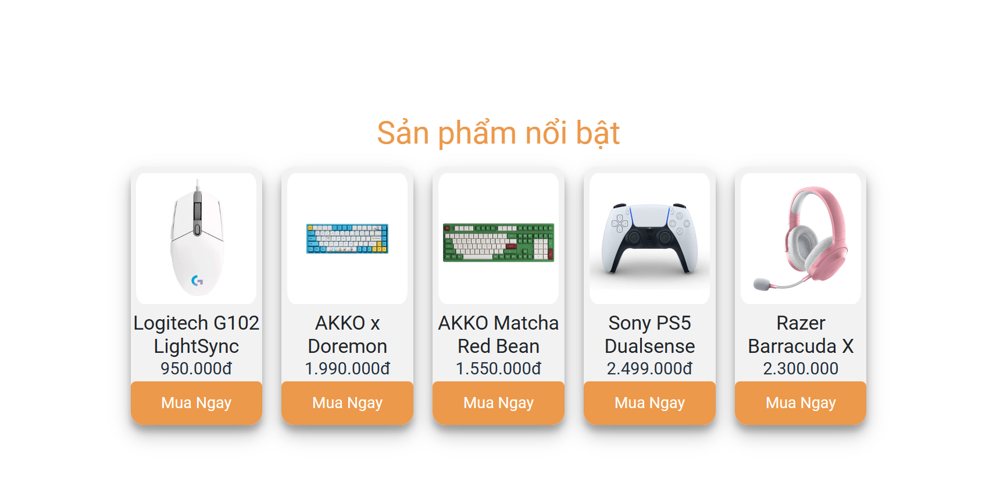 Sản phẩm nổi bật
Logitech G102
LightSync
950.000đ
Mua Ngay
AKKO x
Doremon
1.990.000đ
Mua Ngay
AKKO Matcha
Red Bean
1.550.000đ
Mua Ngay
Sony PS5
Dualsense
2.499.000đ
Mua Ngay
Razer
Barracuda X
2.300.000
Mua Ngay